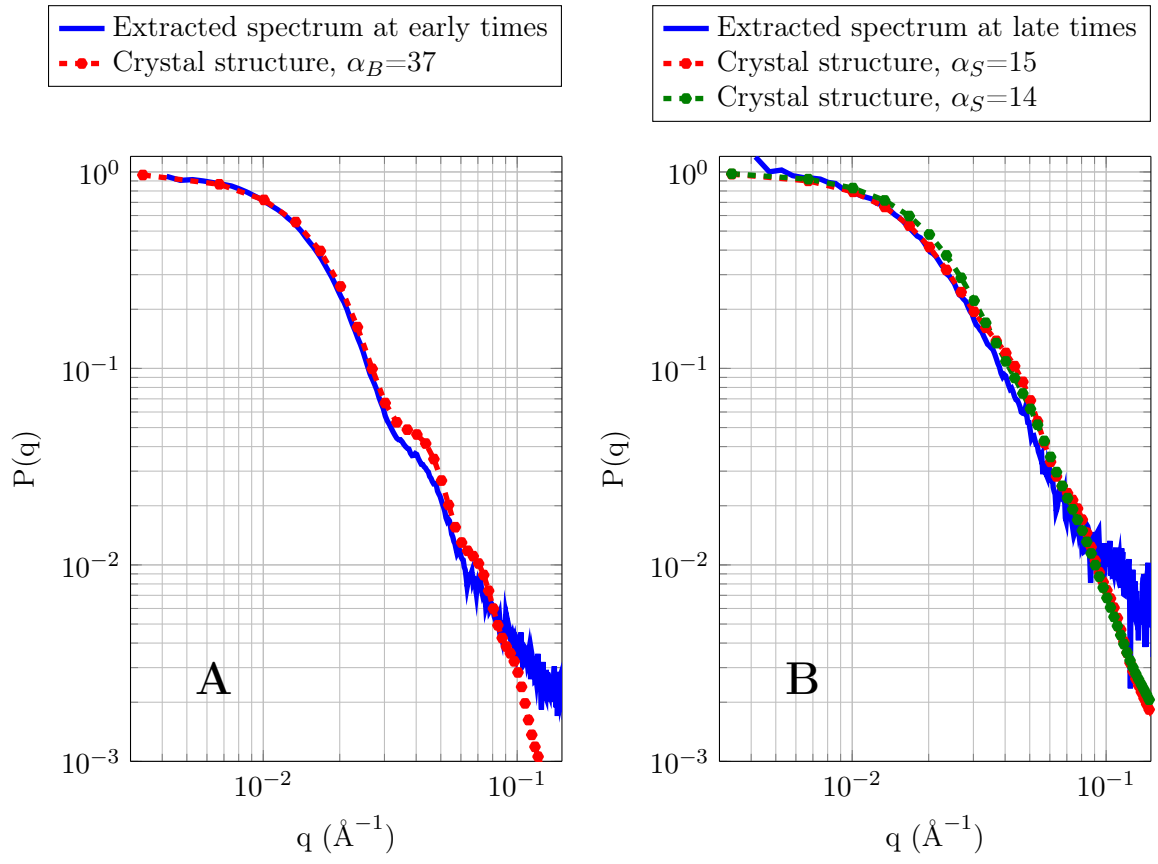 Extracted spectrum at early times
Crystal structure, α_B=37
Extracted spectrum at late times
Crystal structure, α_S=15
Crystal structure, α_S=14
10^0
10^−1
10^−2
10^−3
P(q)
A
10^−2
10^−1
q (Å^−1)
10^0
10^−1
10^−2
10^−3
P(q)
B
10^−2
10^−1
q (Å^−1)